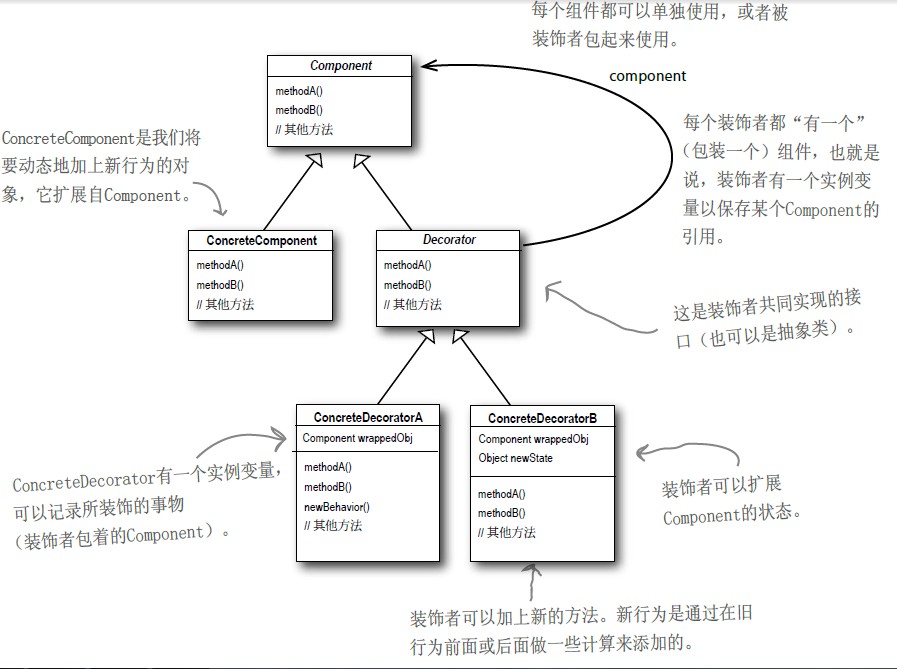 每个组件都可以单独使用，或者被
装饰者包起来使用。
Component
methodA()
methodB()
// 其他方法
component
ConcreteComponent是我们将
要动态地加上新行为的对
象，它扩展自Component。
每个装饰者都“有一个”
（包装一个）组件，也就是
说，装饰者有一个实例变
量以保存某个Component的
引用。
ConcreteComponent
methodA()
methodB()
// 其他方法
Decorator
methodA()
methodB()
// 其他方法
这是装饰者共同实现的接
口（也可以是抽象类）。
ConcreteDecoratorA
Component wrappedObj
methodA()
methodB()
newBehavior()
// 其他方法
ConcreteDecoratorB
Component wrappedObj
Object newState
methodA()
methodB()
// 其他方法
ConcreteDecorator有一个实例变量，
可以记录所装饰的事物
（装饰者包着的Component）。
装饰者可以扩展
Component的状态。
装饰者可以加上新的方法。新行为是通过在旧
行为前面或后面做一些计算来添加的。